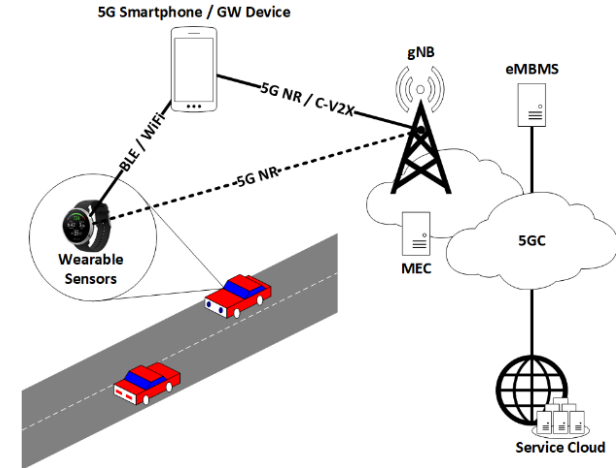 5G Smartphone / GW Device
gNB
eMBMS
5G NR / C-V2X
BLE / WiFi
5G NR
Wearable
Sensors
MEC
5GC
Service Cloud